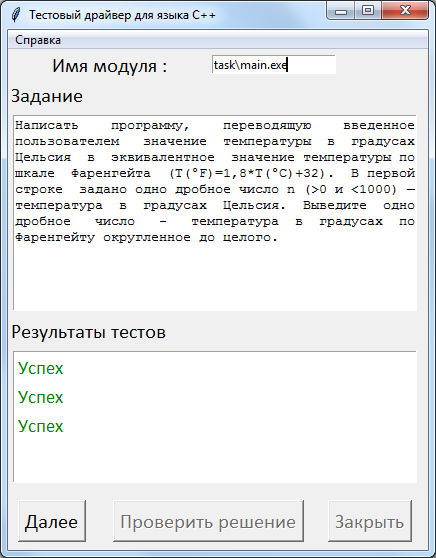 Тестовый драйвер для языка C++
Справка
Имя модуля : task\main.exe
Задание
Написать программу, переводящую введенное
пользователем значение температуры в градусах
Цельсия в эквивалентное значение температуры по
шкале Фаренгейта (T(°F)=1,8*T(°C)+32). В первой
строке задано одно дробное число n (>0 и <1000) —
температура в градусах Цельсия. Выведите одно
дробное число - температура в градусах по
Фаренгейту округленное до целого.
Результаты тестов
Успех
Успех
Успех
Далее Проверить решение Закрыть